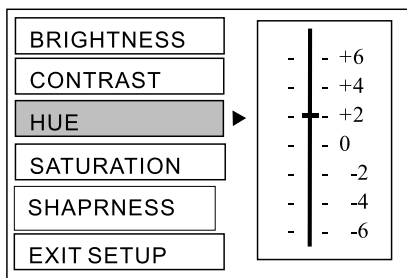 BRIGHTNESS
CONTRAST
HUE
SATURATION
SHAPRNESS
EXIT SETUP
- - +6
- - +4
- - +2
- - 0
- - -2
- - -4
- - -6